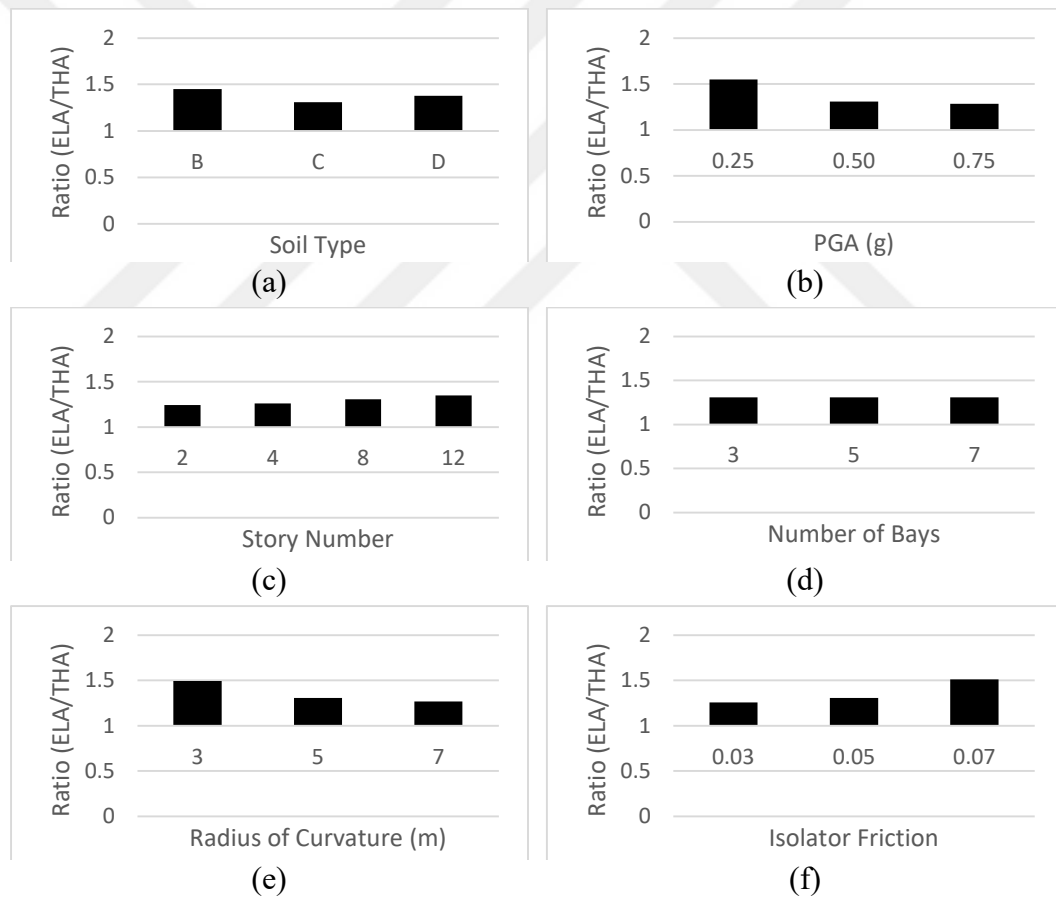 2
1.5
1
0.5
0
Ratio (ELA/THA)
B C D
Soil Type
(a)
2
1.5
1
0.5
0
Ratio (ELA/THA)
0.25 0.50 0.75
PGA (g)
(b)
2
1.5
1
0.5
0
Ratio (ELA/THA)
2 4 8 12
Story Number
(c)
2
1.5
1
0.5
0
Ratio (ELA/THA)
3 5 7
Number of Bays
(d)
2
1.5
1
0.5
0
Ratio (ELA/THA)
3 5 7
Radius of Curvature (m)
(e)
2
1.5
1
0.5
0
Ratio (ELA/THA)
0.03 0.05 0.07
Isolator Friction
(f)